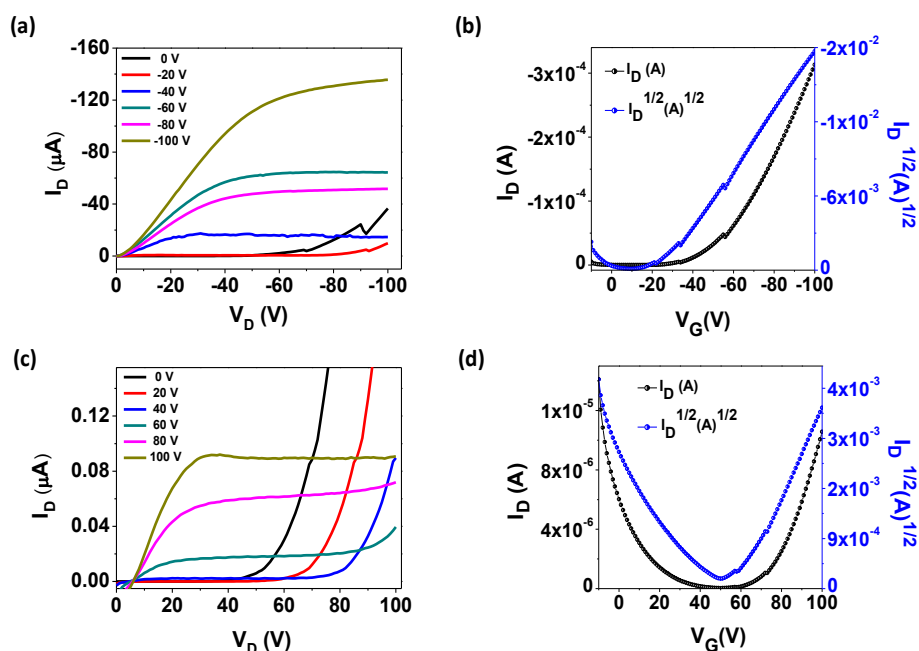 (a)
-160
-120
-80
-40
0
0 V
-20 V
-40 V
-60 V
-80 V
-100 V
I_D (μA)
0 -20 -40 -60 -80 -100
V_D (V)
(b)
-3x10^-4
-2x10^-4
-1x10^-4
0
I_D (A)
I_D (A)
I_D^1/2(A)^1/2
-2x10^-2
-1x10^-2
-6x10^-3
0
I_D^1/2(A)^1/2
0 -20 -40 -60 -80 -100
V_G(V)
(c)
0.12
0.08
0.04
0.00
0 V
20 V
40 V
60 V
80 V
100 V
I_D (μA)
0 20 40 60 80 100
V_D (V)
(d)
1x10^-5
8x10^-6
4x10^-6
0
I_D (A)
I_D (A)
I_D^1/2(A)^1/2
4x10^-3
3x10^-3
2x10^-3
9x10^-4
0
I_D^1/2(A)^1/2
0 20 40 60 80 100
V_G(V)